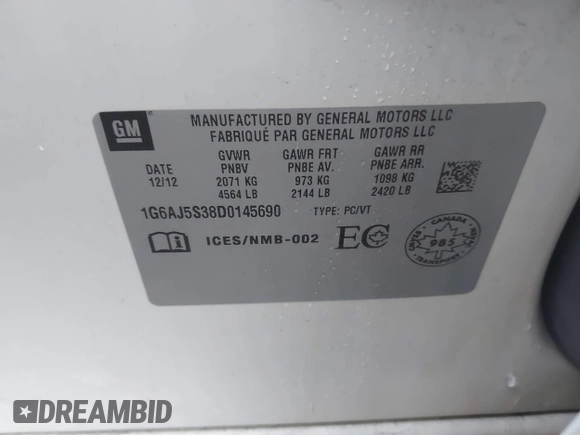 GM
MANUFACTURED BY GENERAL MOTORS LLC
FABRIQUÉ PAR GENERAL MOTORS LLC
DATE GVWR GAWR FRT GAWR RR
PNBV PNBE AV. PNBE ARR.
12/12 2071 KG 973 KG 1098 KG
4564 LB 2144 LB 2420 LB
1G6AJ5S38D0145690 TYPE: PC/VT
ICES/NMB-002 EC 985
TRANSPORT
DREAMBID